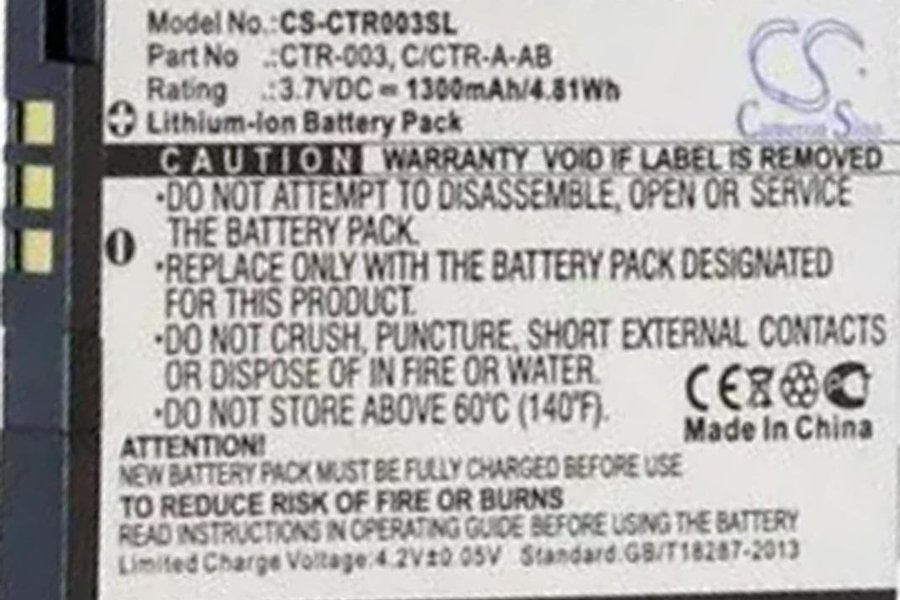 Model No.:CS-CTR003SL
Part No .:CTR-003, C/CTR-A-AB
Rating .:3.7VDC ⎓ 1300mAh/4.81Wh
Lithium-Ion Battery Pack
CS
Cameron Sino
CAUTION WARRANTY VOID IF LABEL IS REMOVED
•DO NOT ATTEMPT TO DISASSEMBLE, OPEN OR SERVICE
THE BATTERY PACK.
•REPLACE ONLY WITH THE BATTERY PACK DESIGNATED
FOR THIS PRODUCT.
•DO NOT CRUSH, PUNCTURE, SHORT EXTERNAL CONTACTS
OR DISPOSE OF IN FIRE OR WATER.
•DO NOT STORE ABOVE 60°C (140°F).
CE
Made In China
ATTENTION!
NEW BATTERY PACK MUST BE FULLY CHARGED BEFORE USE
TO REDUCE RISK OF FIRE OR BURNS
READ INSTRUCTIONS IN OPERATING GUIDE BEFORE USING THE BATTERY
Limited Charge Voltage:4.2V±0.05V Standard:GB/T18287-2013